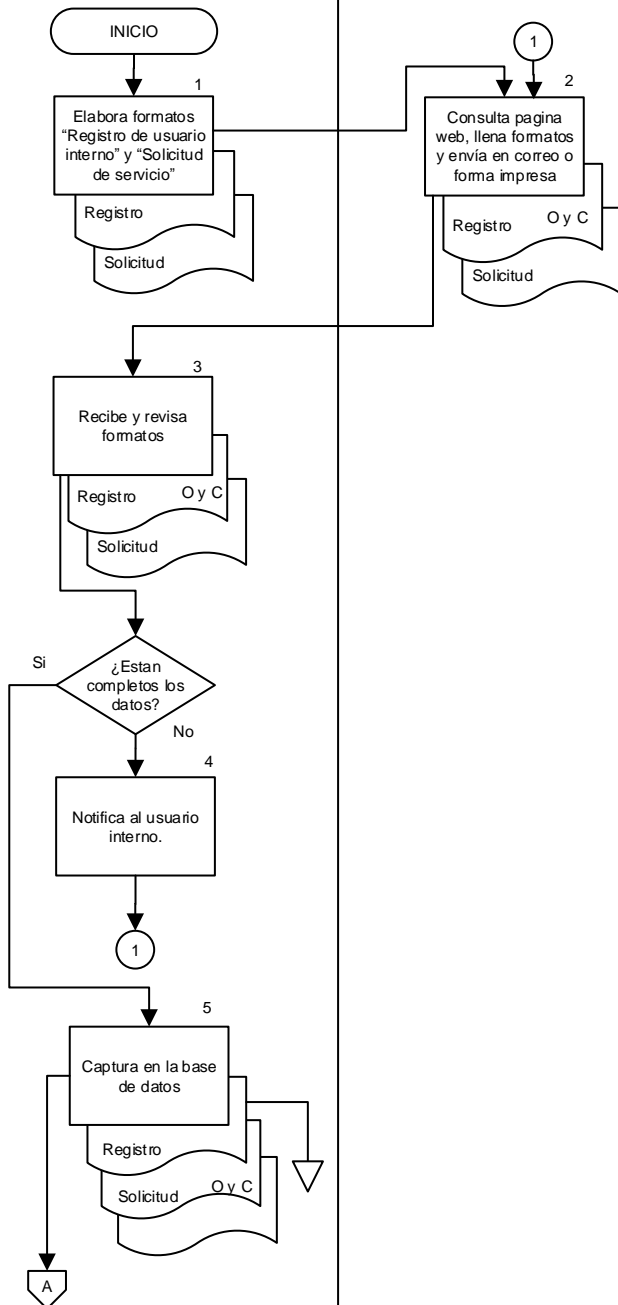 INICIO
1
Elabora formatos
“Registro de usuario
interno” y “Solicitud
de servicio”
Registro
Solicitud
1
2
Consulta pagina
web, llena formatos
y envía en correo o
forma impresa
Registro
O y C
Solicitud
3
Recibe y revisa
formatos
Registro
O y C
Solicitud
Si
¿Estan
completos los
datos?
No
4
Notifica al usuario
interno.
1
5
Captura en la base
de datos
Registro
Solicitud
O y C
A